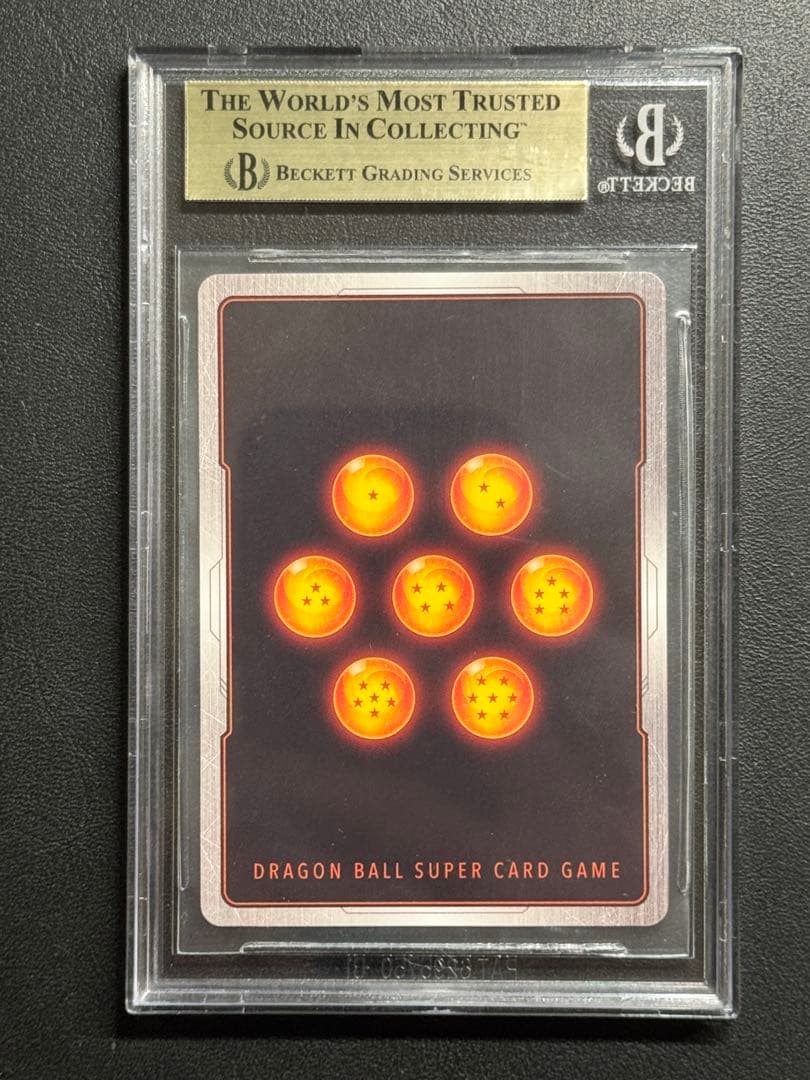 THE WORLD'S MOST TRUSTED
SOURCE IN COLLECTING™
B BECKETT GRADING SERVICES
B
BECKETT®
DRAGON BALL SUPER CARD GAME